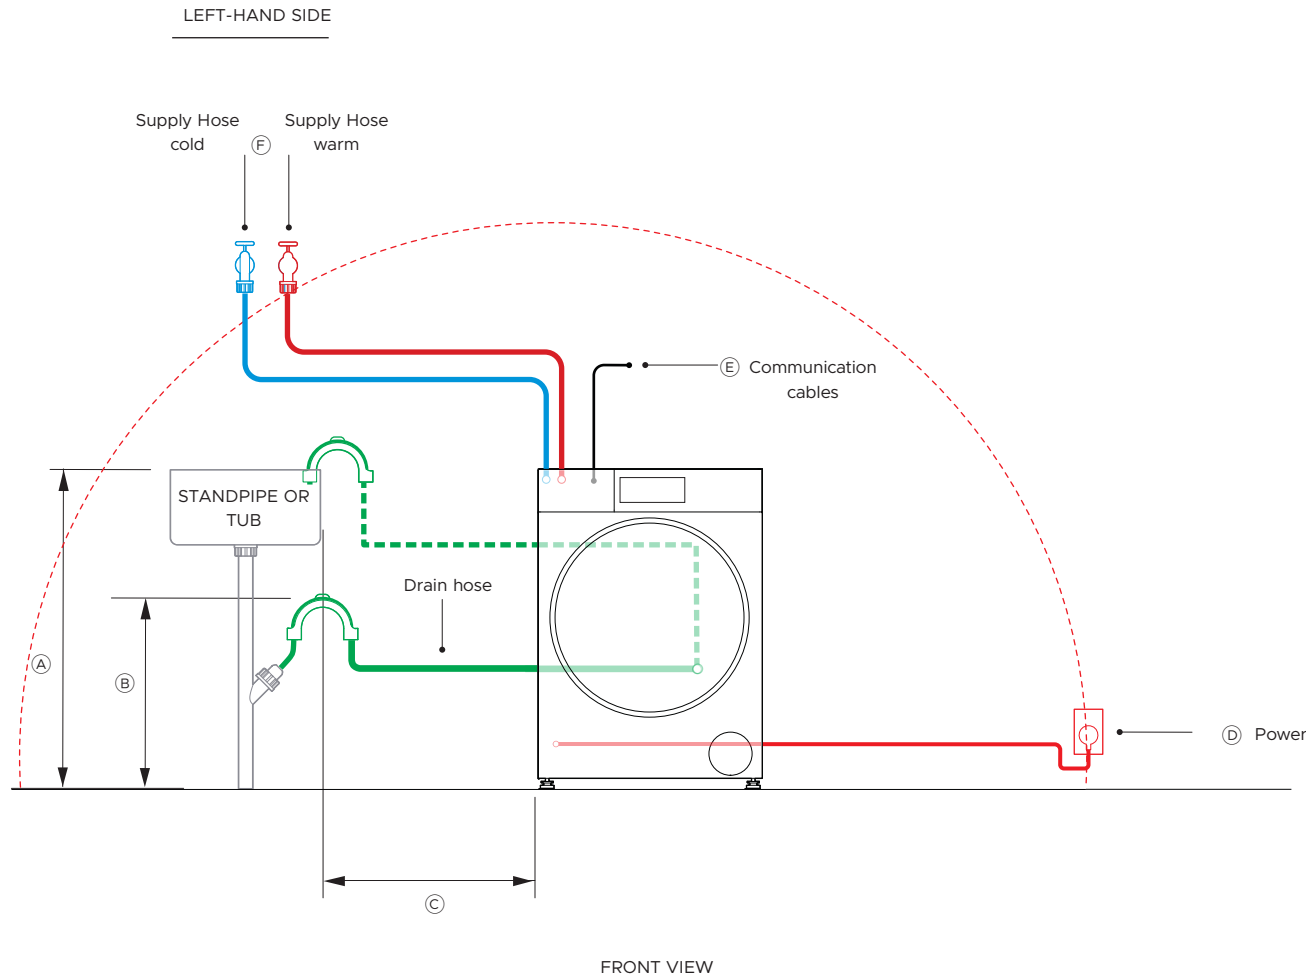 LEFT-HAND SIDE
Supply Hose
cold
F
Supply Hose
warm
E
Communication
cables
STANDPIPE OR
TUB
Drain hose
A
B
D
Power
C
FRONT VIEW